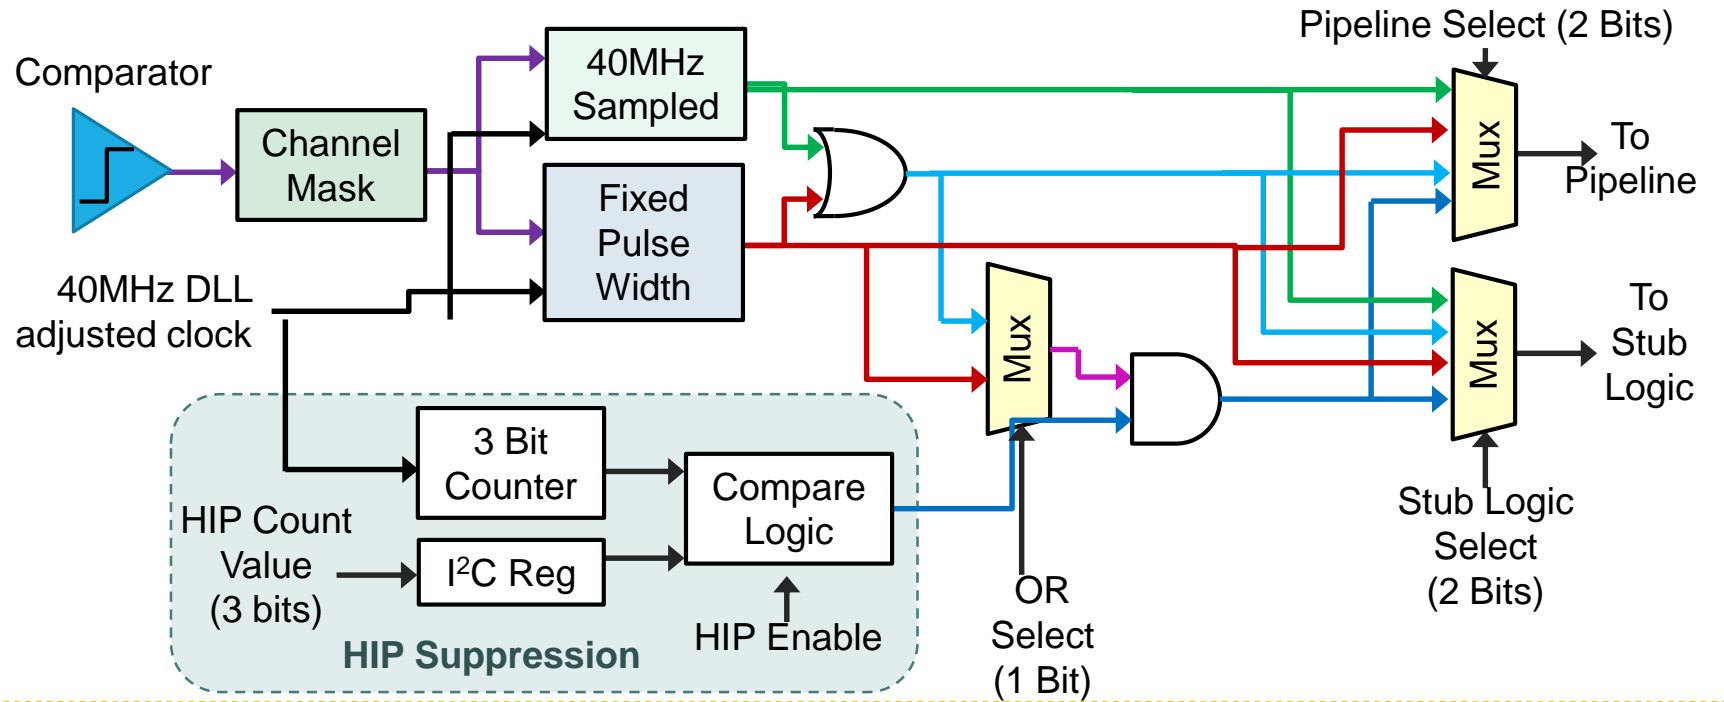 Pipeline Select (2 Bits)
Comparator
40MHz
Sampled
Channel
Mask
Mux
To
Pipeline
Fixed
Pulse
Width
40MHz DLL
adjusted clock
Mux
Mux
To
Stub
Logic
3 Bit
Counter
HIP Count
Value
(3 bits)
I²C Reg
Compare
Logic
HIP Enable
HIP Suppression
OR
Select
(1 Bit)
Stub Logic
Select
(2 Bits)